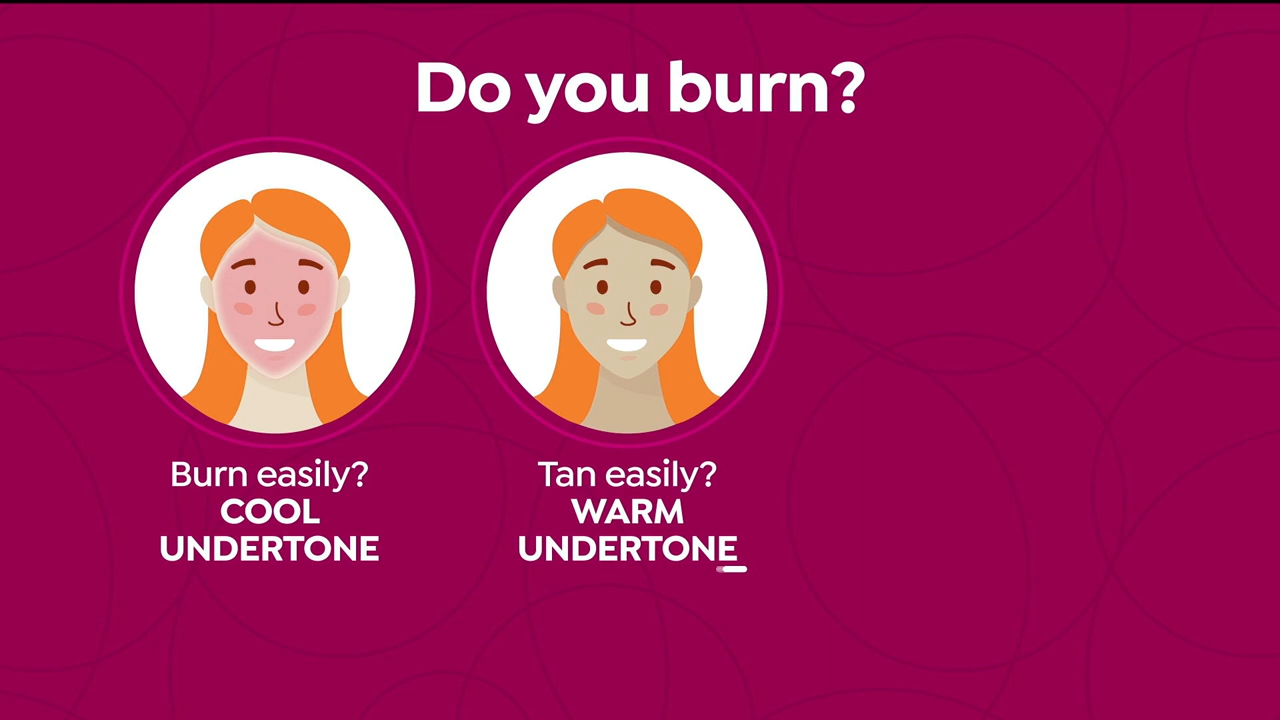 Do you burn?
Burn easily?
COOL
UNDERTONE
Tan easily?
WARM
UNDERTONE